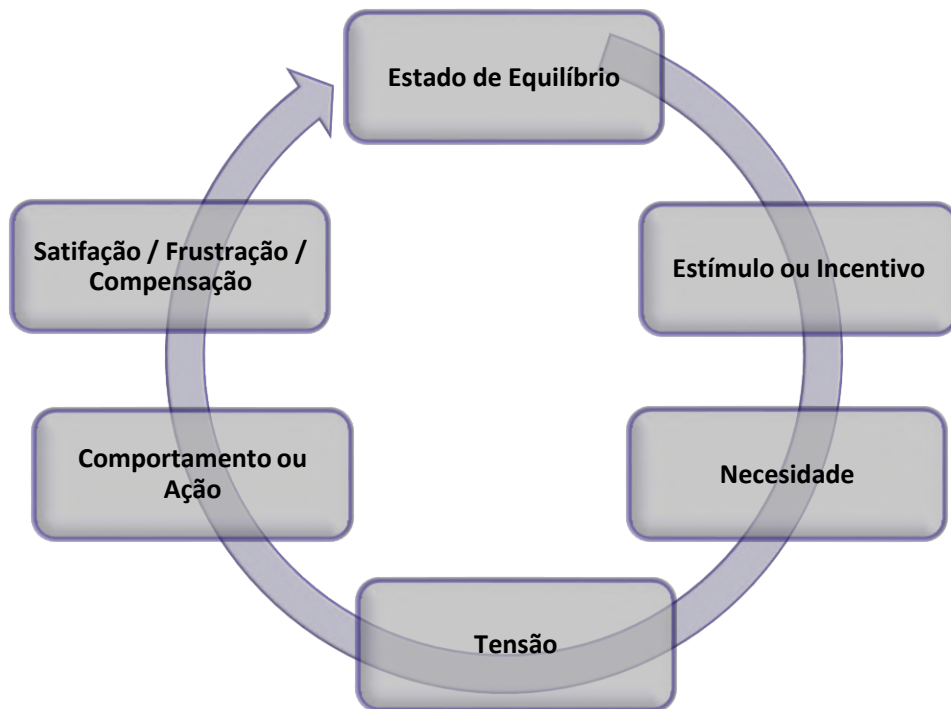 Estado de Equilíbrio
Estímulo ou Incentivo
Necesidade
Tensão
Comportamento ou
Ação
Satifação / Frustração /
Compensação